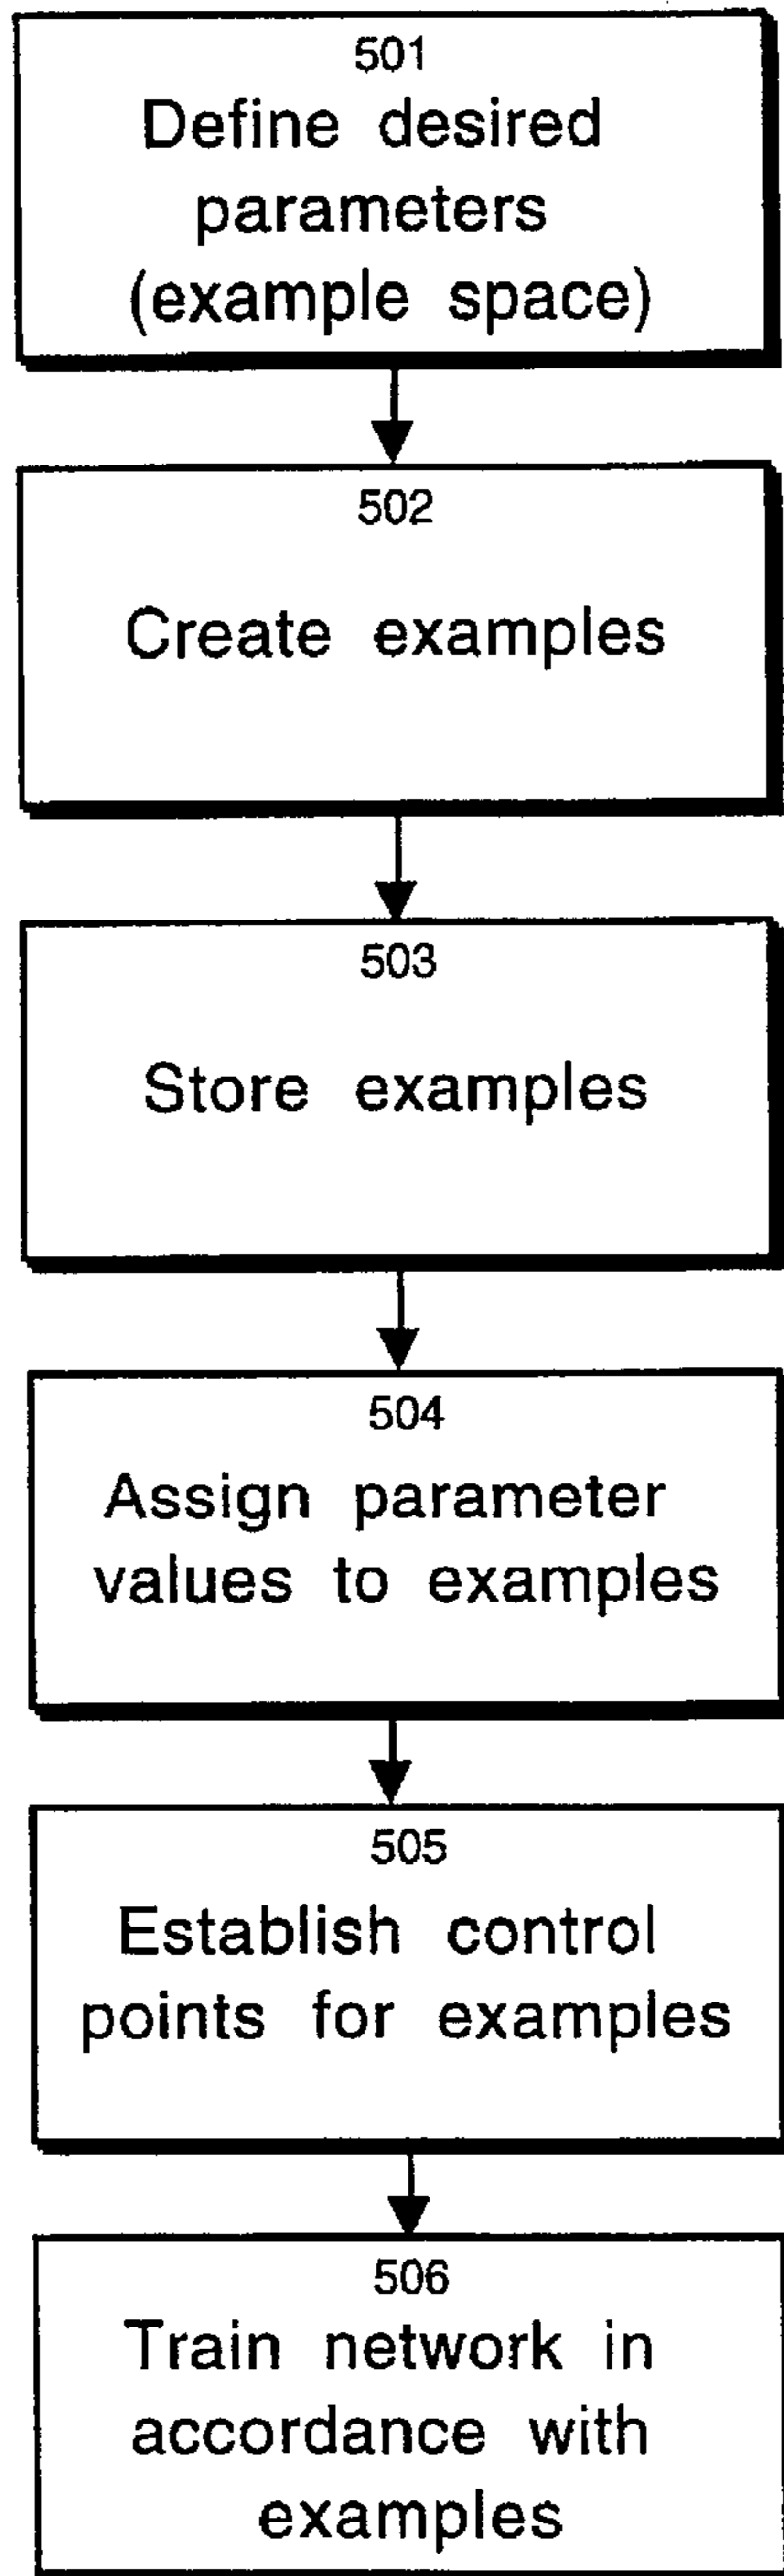 501
Define desired
parameters
(example space)
502
Create examples
503
Store examples
504
Assign parameter
values to examples
505
Establish control
points for examples
506
Train network in
accordance with
examples